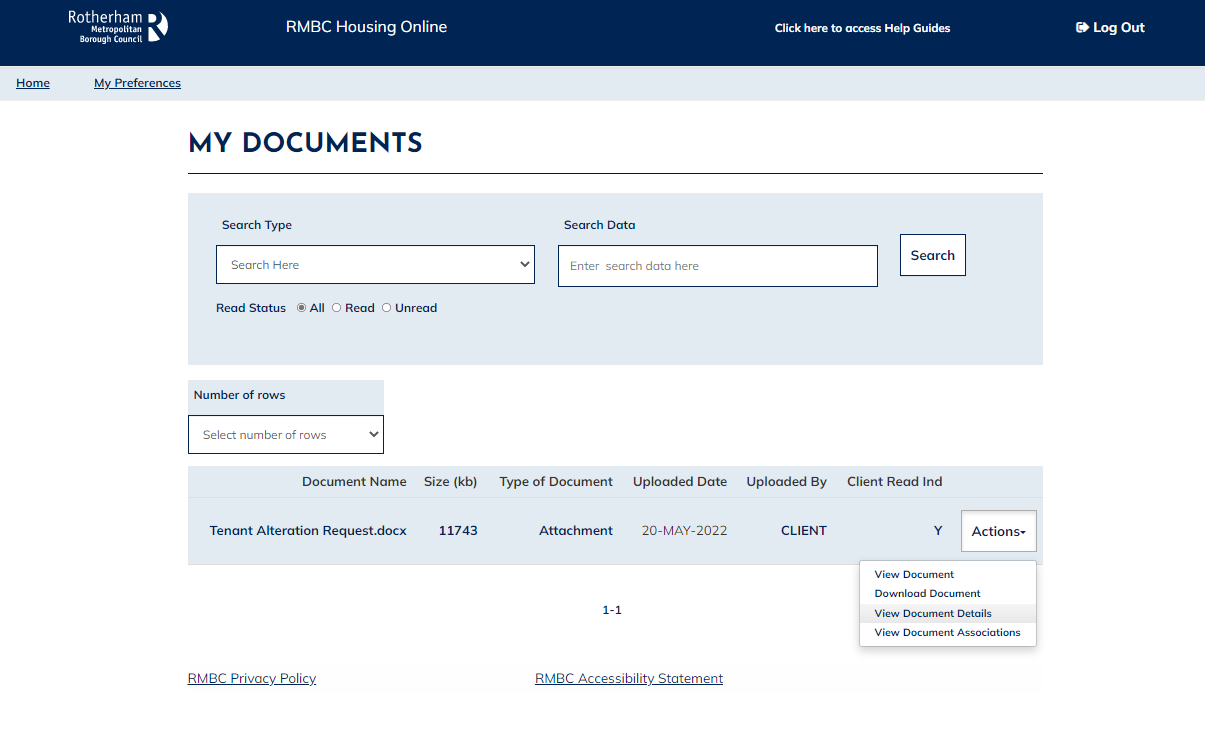 Rotherham
Metropolitan
Borough Council
RMBC Housing Online
Click here to access Help Guides
Log Out
Home My Preferences
MY DOCUMENTS
Search Type Search Data
Search Here Enter search data here Search
Read Status All Read Unread
Number of rows
Select number of rows
Document Name Size (kb) Type of Document Uploaded Date Uploaded By Client Read Ind
Tenant Alteration Request.docx 11743 Attachment 20-MAY-2022 CLIENT Y Actions
View Document
Download Document
View Document Details
View Document Associations
1-1
RMBC Privacy Policy RMBC Accessibility Statement